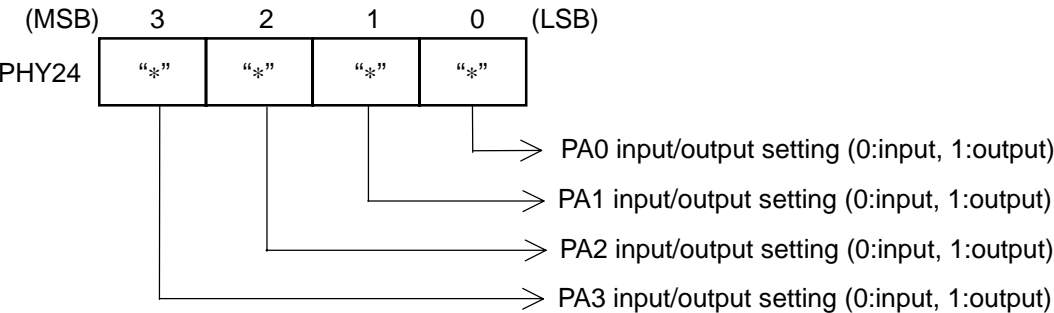 (MSB) 3 2 1 0 (LSB)
PHY24 “*” “*” “*” “*”
PA0 input/output setting (0:input, 1:output)
PA1 input/output setting (0:input, 1:output)
PA2 input/output setting (0:input, 1:output)
PA3 input/output setting (0:input, 1:output)